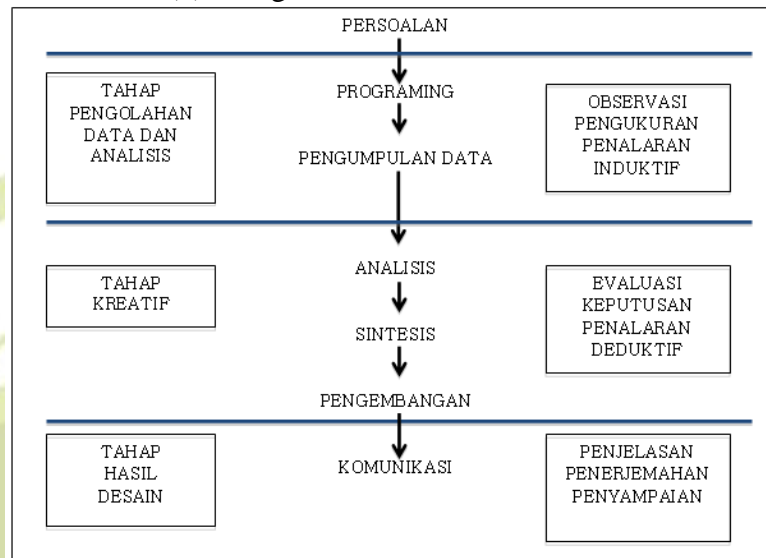 PERSOALAN
TAHAP
PENGOLAHAN
DATA DAN
ANALISIS
PROGRAMING
PENGUMPULAN DATA
OBSERVASI
PENGUKURAN
PENALARAN
INDUKTIF
TAHAP
KREATIF
ANALISIS
SINTESIS
PENGEMBANGAN
EVALUASI
KEPUTUSAN
PENALARAN
DEDUKTIF
TAHAP
HASIL
DESAIN
KOMUNIKASI
PENJELASAN
PENERJEMAHAN
PENYAMPAIAN